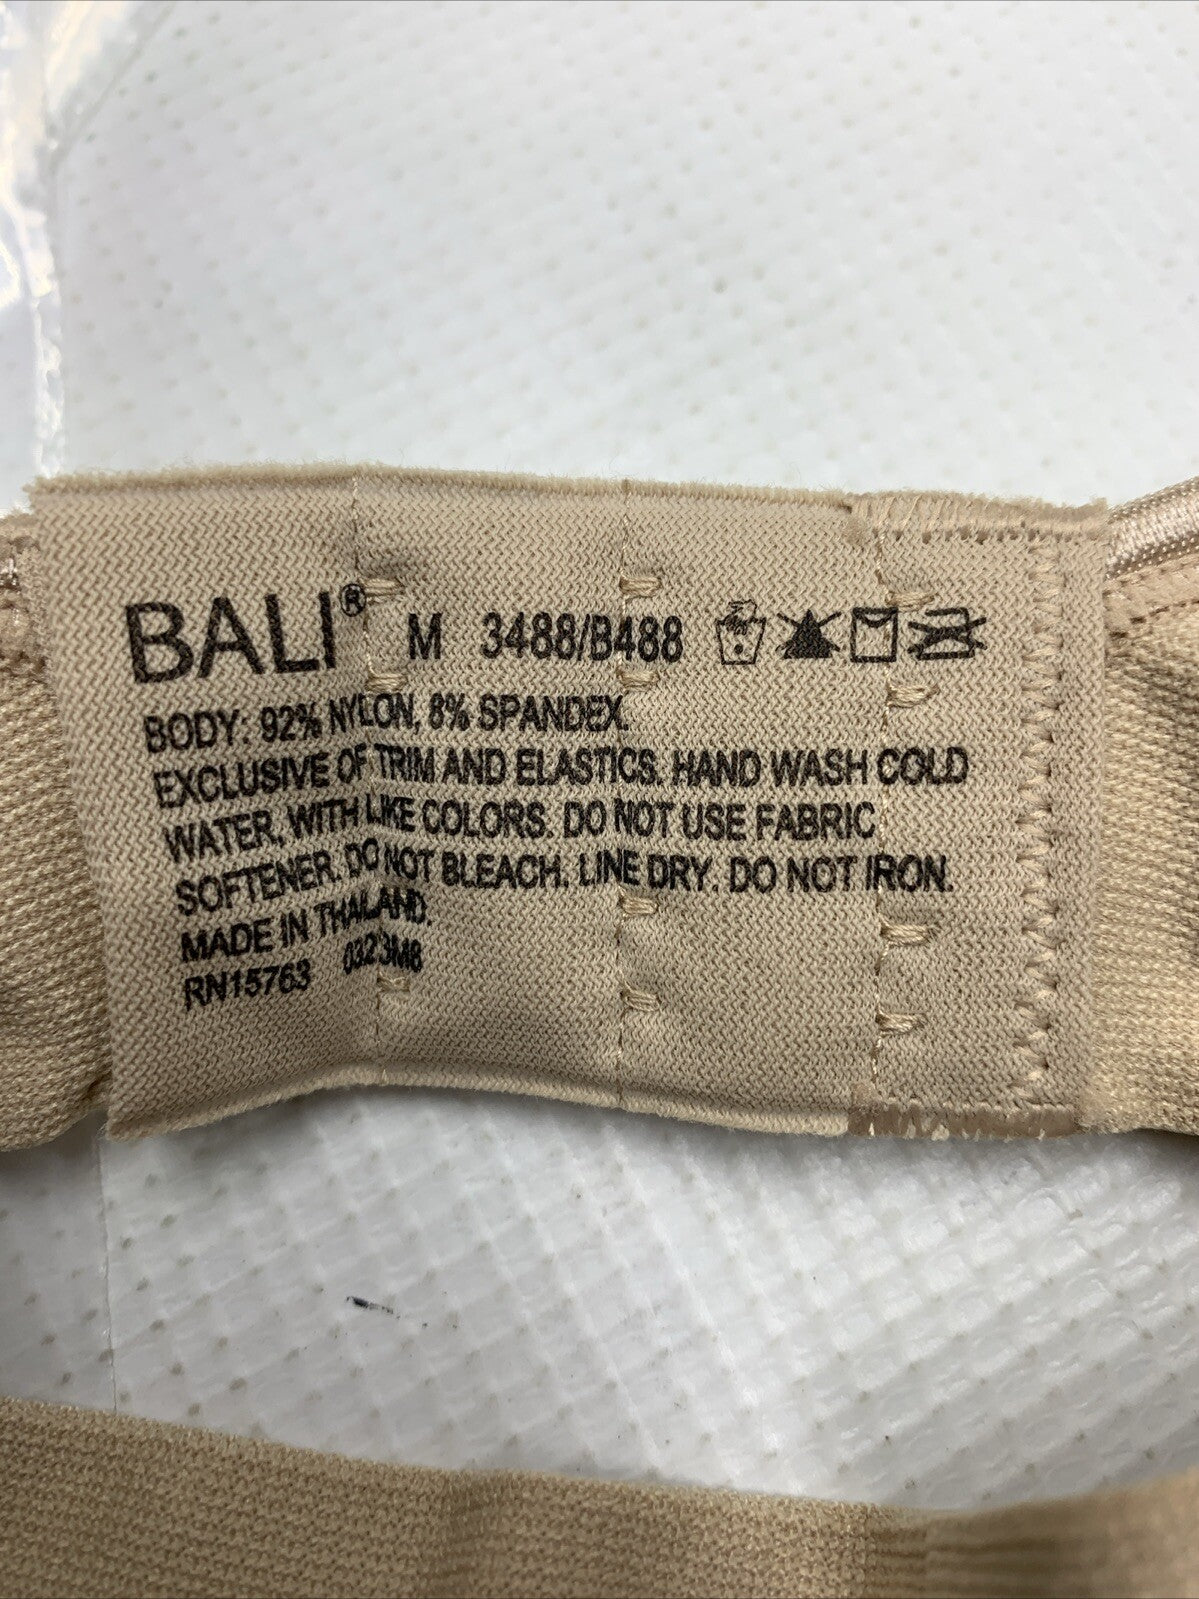 BALI® M 3488/B488
BODY: 92% NYLON, 8% SPANDEX.
EXCLUSIVE OF TRIM AND ELASTICS. HAND WASH COLD
WATER, WITH LIKE COLORS. DO NOT USE FABRIC
SOFTENER. DO NOT BLEACH. LINE DRY. DO NOT IRON.
MADE IN THAILAND.
RN15763 0323M8